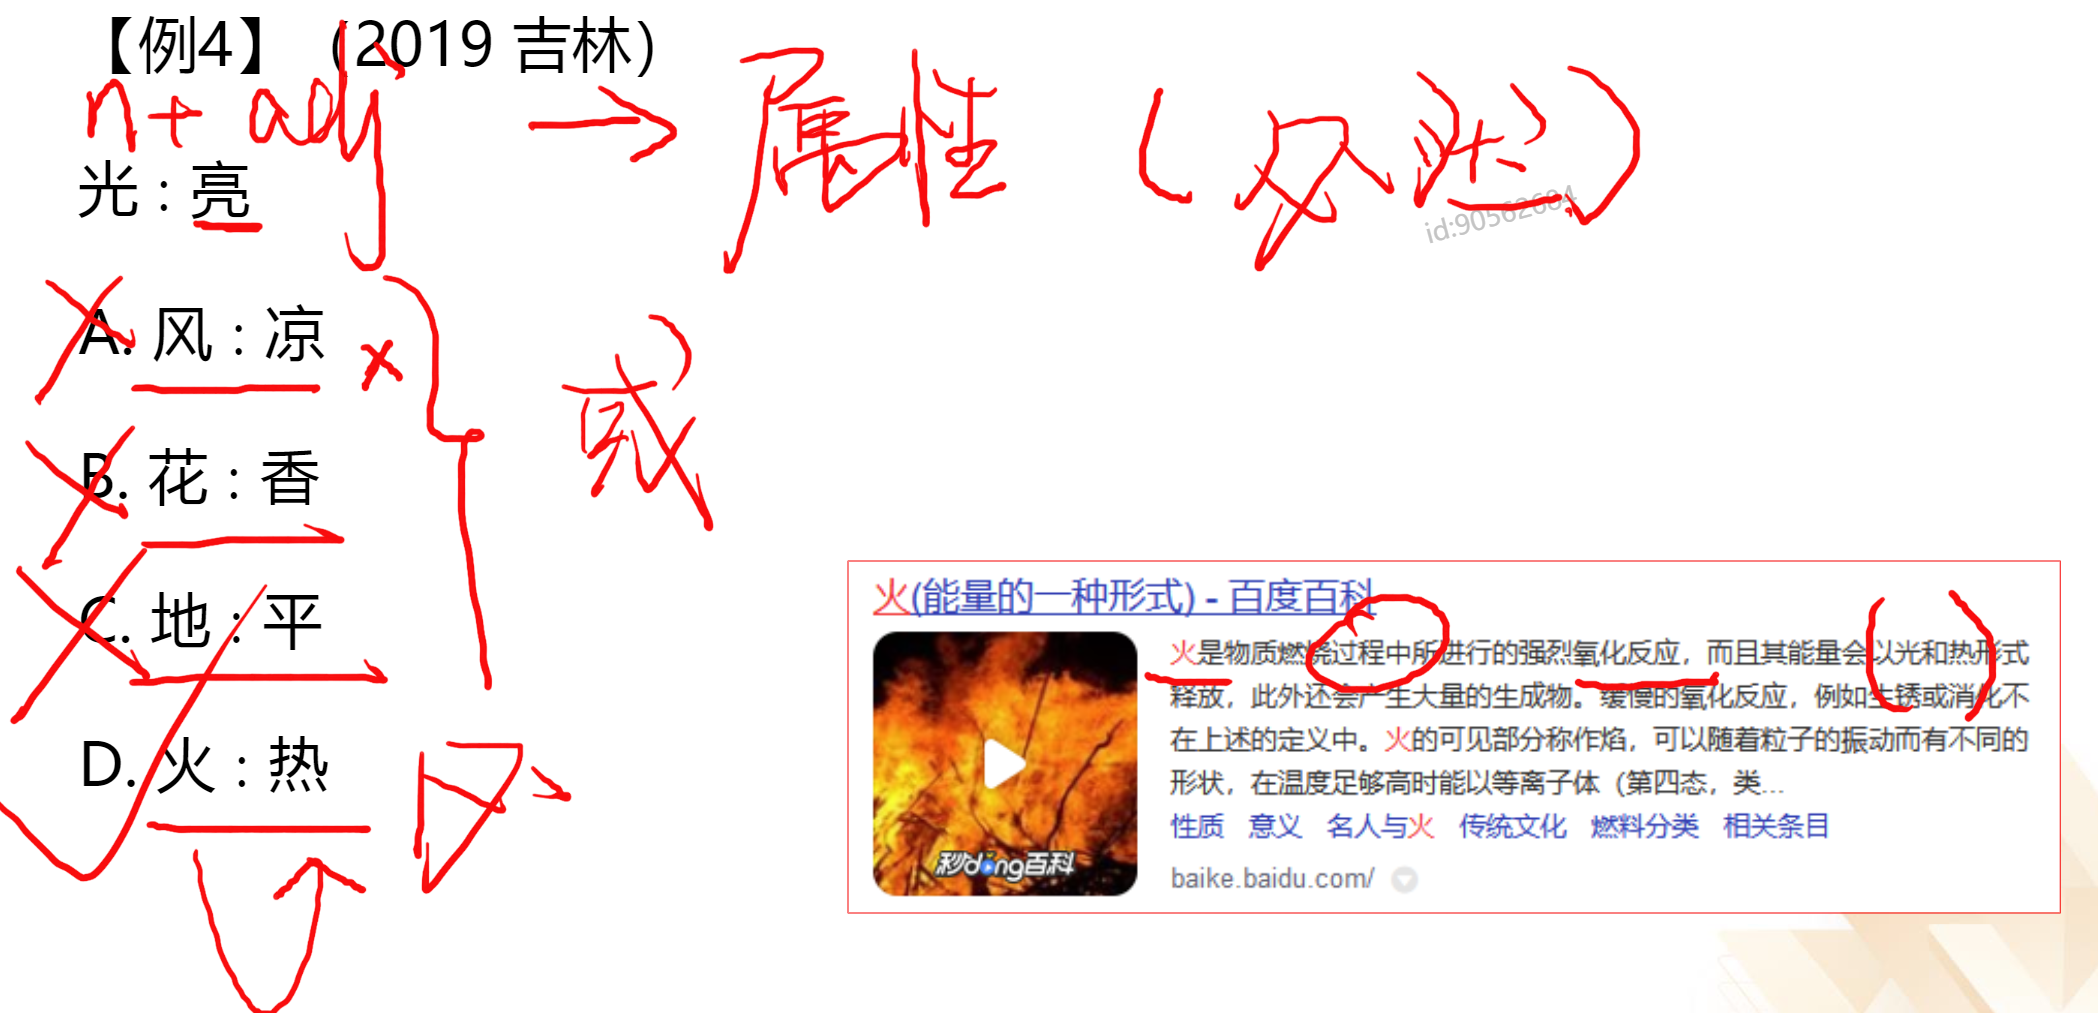 【例4】（2019 吉林）
n+ adj → 属性（必然）
光：亮
id:90562684
A. 风：凉
或
B. 花：香
C. 地：平
D. 火：热
火(能量的一种形式) - 百度百科
火是物质燃烧过程中所进行的强烈氧化反应，而且其能量会以光和热形式
释放，此外还会产生大量的生成物。缓慢的氧化反应，例如生锈或消化不
在上述的定义中。火的可见部分称作焰，可以随着粒子的振动而有不同的
形状，在温度足够高时能以等离子体（第四态，类...
性质 意义 名人与火 传统文化 燃料分类 相关条目
秒dong百科
baike.baidu.com/